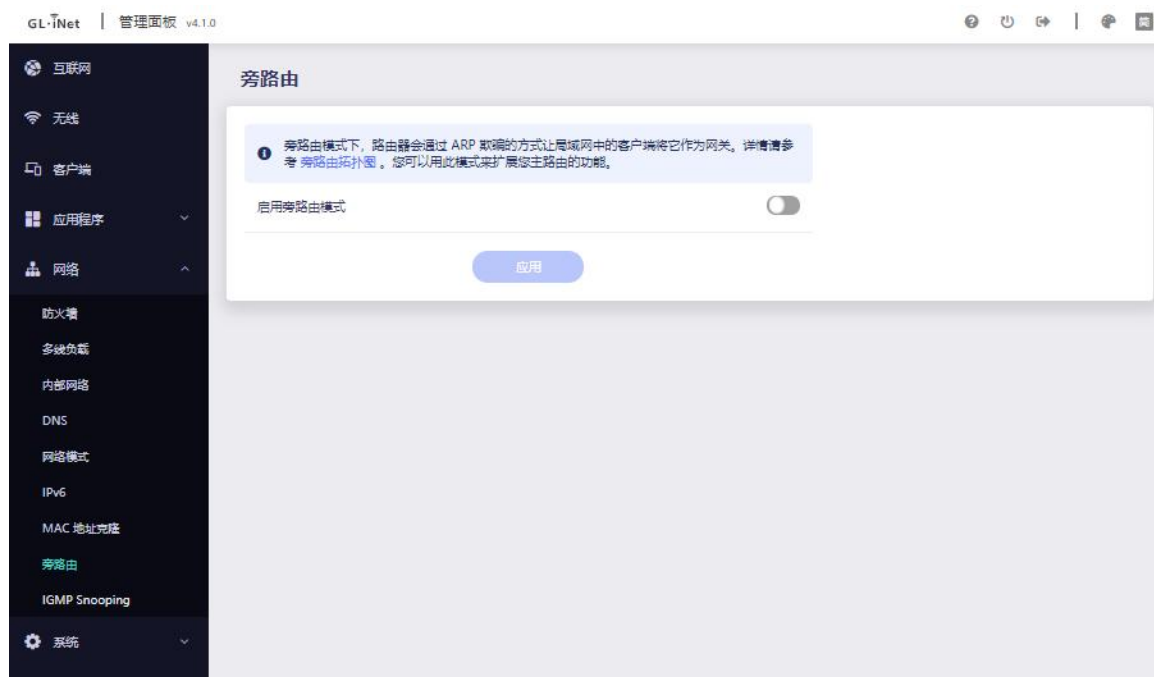 GL·iNet | 管理面板 v4.1.0
简
互联网
无线
客户端
应用程序
网络
防火墙
多线负载
内部网络
DNS
网络模式
IPv6
MAC 地址克隆
旁路由
IGMP Snooping
系统
旁路由
旁路由模式下，路由器会通过 ARP 欺骗的方式让局域网中的客户端将它作为网关。详情请参
考 旁路由拓扑图 。您可以用此模式来扩展您主路由的功能。
启用旁路由模式
应用